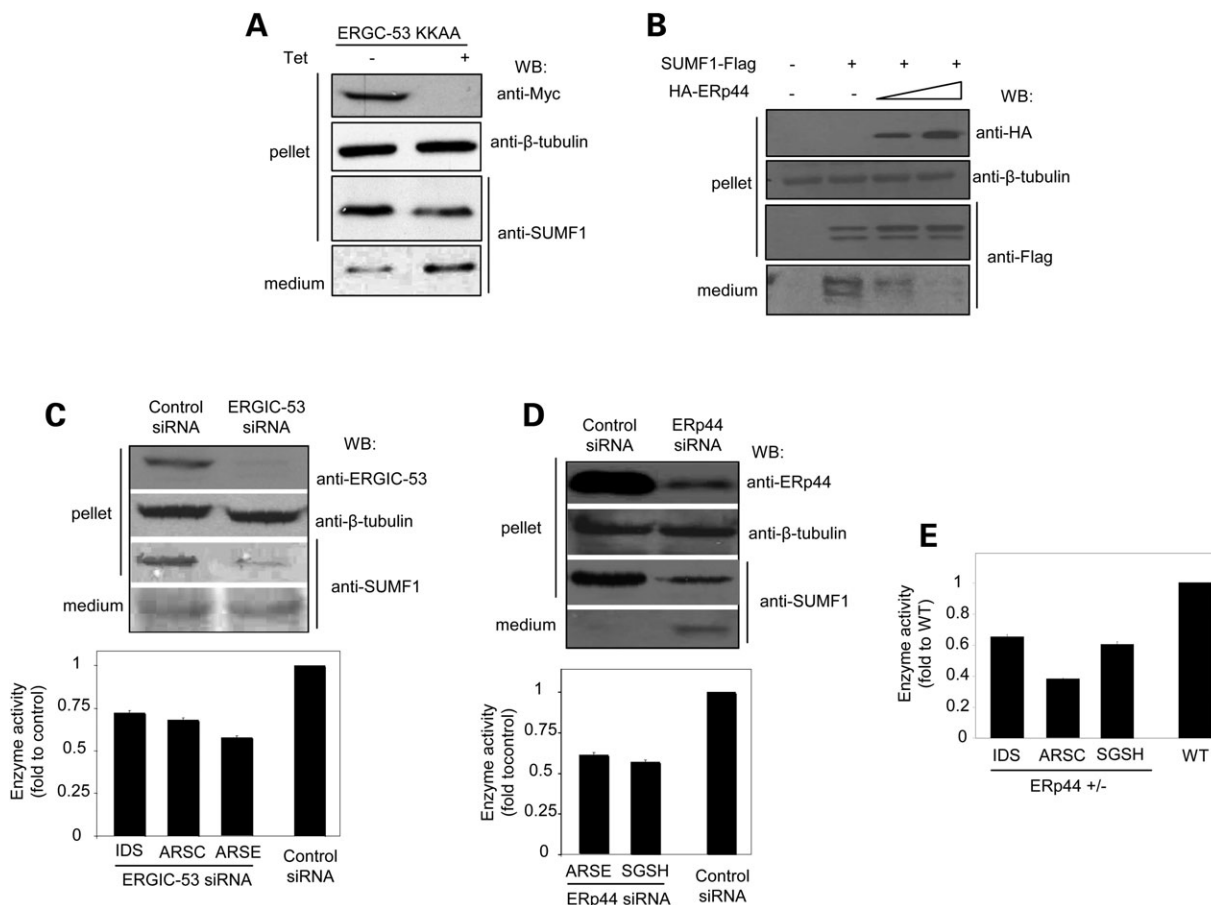 A
ERGC-53 KKAA
Tet - +
WB:
anti-Myc
anti-β-tubulin
pellet
anti-SUMF1
medium
B
SUMF1-Flag - + + +
HA-ERp44 - -
WB:
anti-HA
anti-β-tubulin
pellet
anti-Flag
medium
C
Control siRNA
ERGIC-53 siRNA
WB:
anti-ERGIC-53
pellet
anti-β-tubulin
anti-SUMF1
medium
Enzyme activity
(fold to control)
1
0.75
0.5
0.25
0
IDS ARSC ARSE
ERGIC-53 siRNA
Control
siRNA
D
Control siRNA
ERp44 siRNA
WB:
anti-ERp44
pellet
anti-β-tubulin
anti-SUMF1
medium
Enzyme activity
(fold tocontrol)
1
0.75
0.5
0.25
0
ARSE SGSH
ERp44 siRNA
Control
siRNA
E
Enzyme activity
(fold to WT)
1
0.8
0.6
0.4
0.2
0
IDS ARSC SGSH
WT
ERp44 +/-